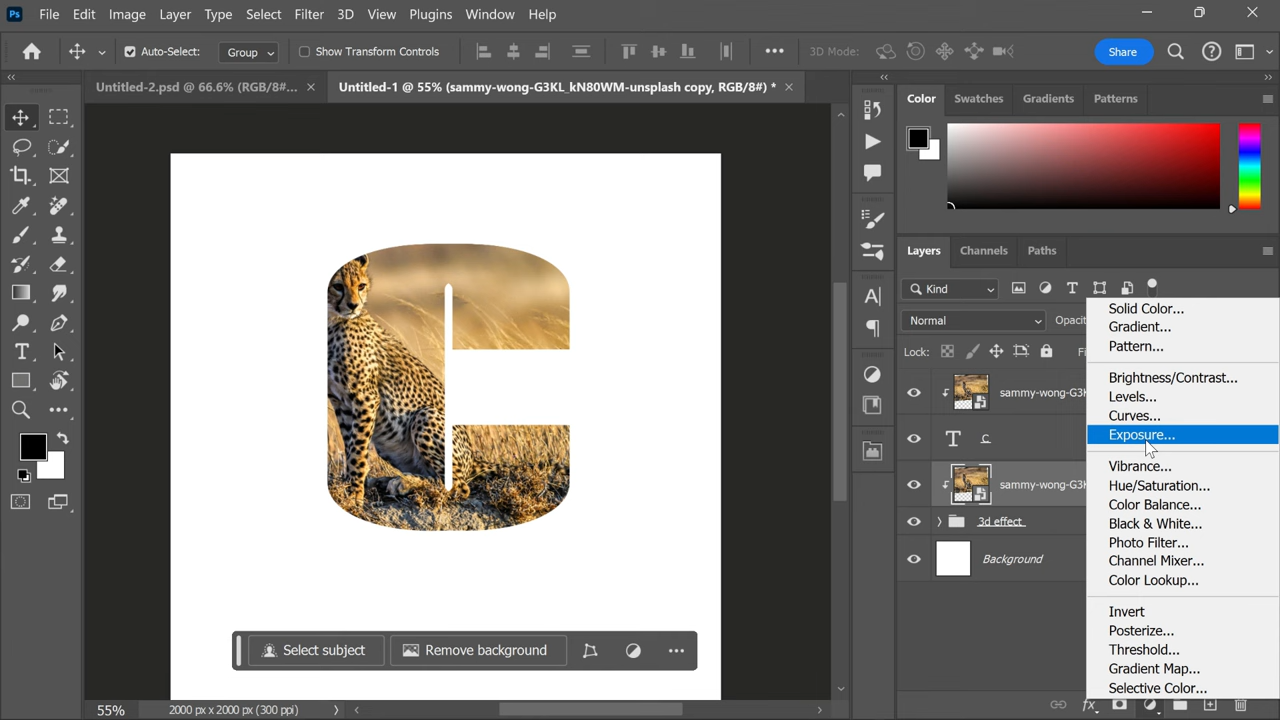 Ps File Edit Image Layer Type Select Filter 3D View Plugins Window Help
Auto-Select: Group Show Transform Controls 3D Mode: Share
Untitled-2.psd @ 66.6% (RGB/8#... Untitled-1 @ 55% (sammy-wong-G3KL_kN80WM-unsplash copy, RGB/8#) *
Color Swatches Gradients Patterns
Layers Channels Paths
Kind
Normal Opacit
Lock: Fi
sammy-wong-G3K
C
sammy-wong-G3K
3d effect
Background
Solid Color...
Gradient...
Pattern...
Brightness/Contrast...
Levels...
Curves...
Exposure...
Vibrance...
Hue/Saturation...
Color Balance...
Black & White...
Photo Filter...
Channel Mixer...
Color Lookup...
Invert
Posterize...
Threshold...
Gradient Map...
Selective Color...
Select subject Remove background
55% 2000 px x 2000 px (300 ppi)